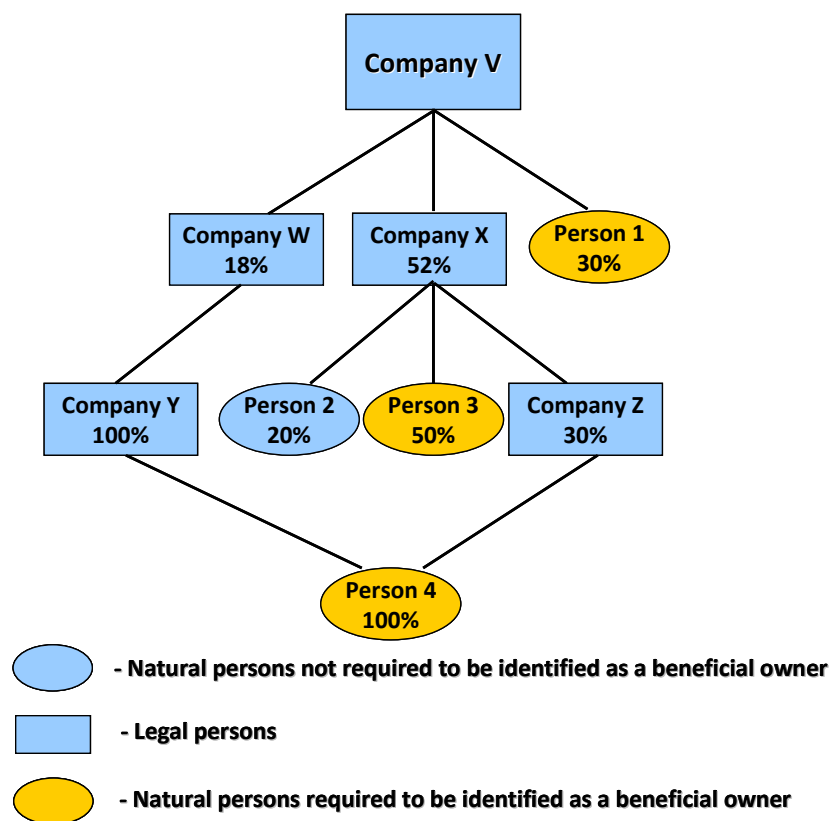 Company V
Company W
18%
Company X
52%
Person 1
30%
Company Y
100%
Person 2
20%
Person 3
50%
Company Z
30%
Person 4
100%
- Natural persons not required to be identified as a beneficial owner
- Legal persons
- Natural persons required to be identified as a beneficial owner